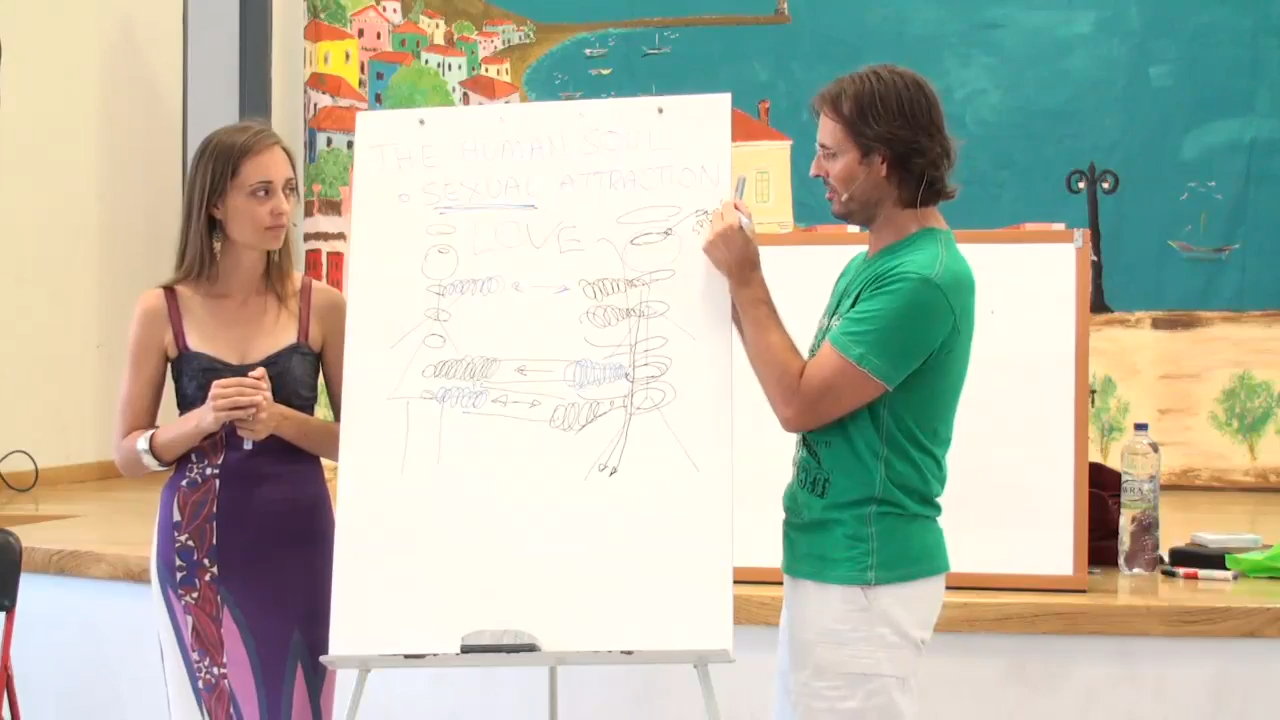 THE HUMAN SOUL
• SEXUAL ATTRACTION
LOVE